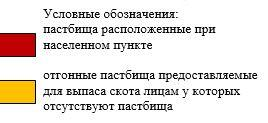 Условные обозначения:
пастбища расположенные при
населенном пункте
отгонные пастбища предоставляемые
для выпаса скота лицам у которых
отсутствуют пастбища